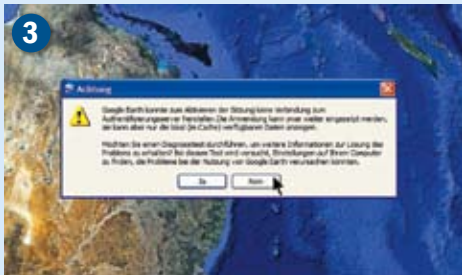 3
Achtung
Google Earth konnte zum Aktivieren der Sitzung keine Verbindung zum
Authentifizierungsserver herstellen. Die Anwendung kann zwar weiter eingesetzt werden,
sie kann aber nur die lokal (im Cache) verfügbaren Daten anzeigen.
Möchten Sie einen Diagnosetest durchführen, um weitere Informationen zur Lösung des
Problems zu erhalten? Bei diesem Test wird versucht, Einstellungen auf Ihrem Computer
zu finden, die Probleme bei der Nutzung von Google Earth verursachen könnten.
Ja
Nein